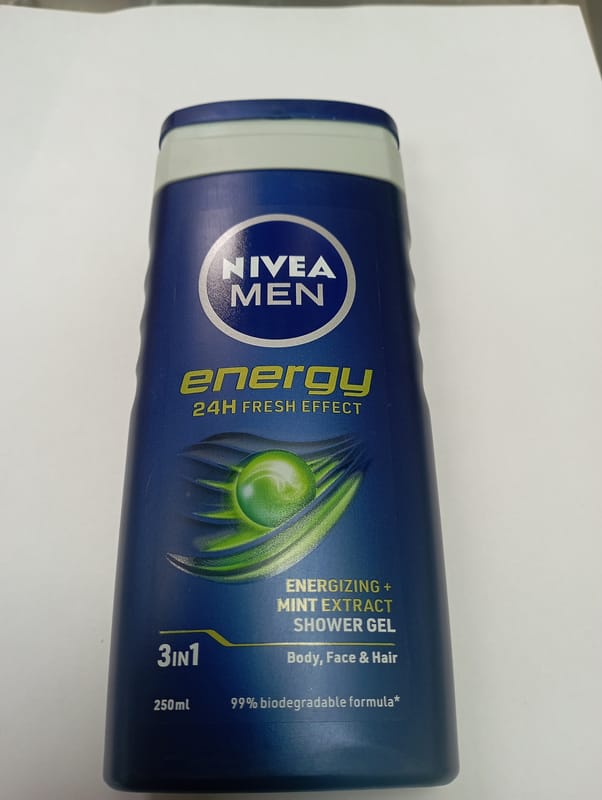 NIVEA
MEN
energy
24H FRESH EFFECT
ENERGIZING +
MINT EXTRACT
SHOWER GEL
3IN1
Body, Face & Hair
250ml
99% biodegradable formula*